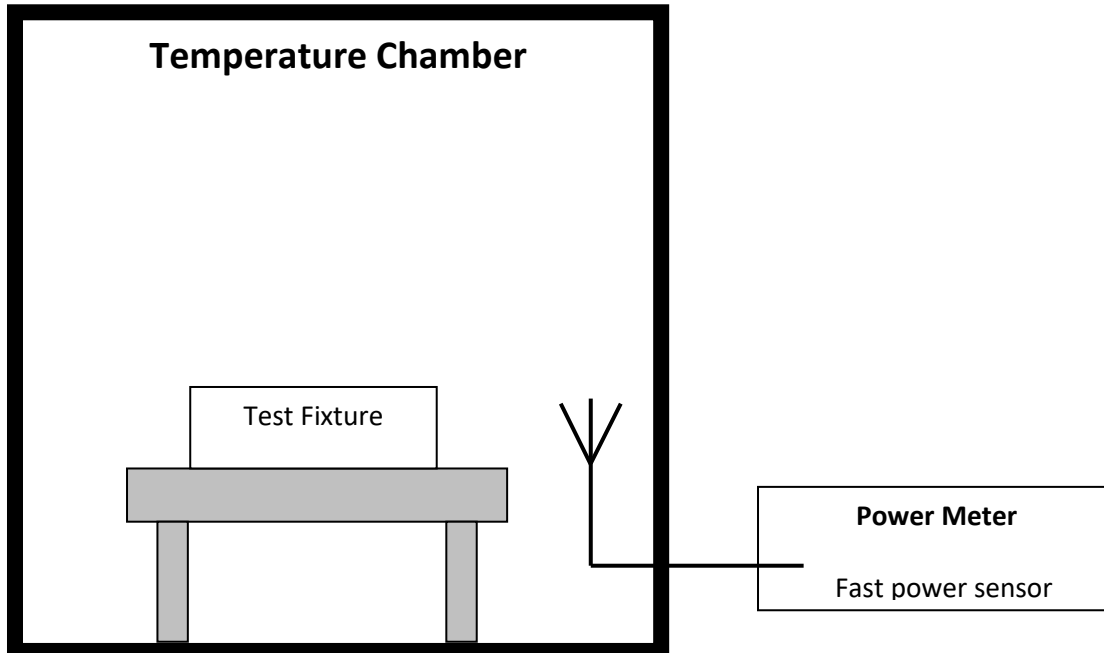 Temperature Chamber
Test Fixture
Power Meter
Fast power sensor